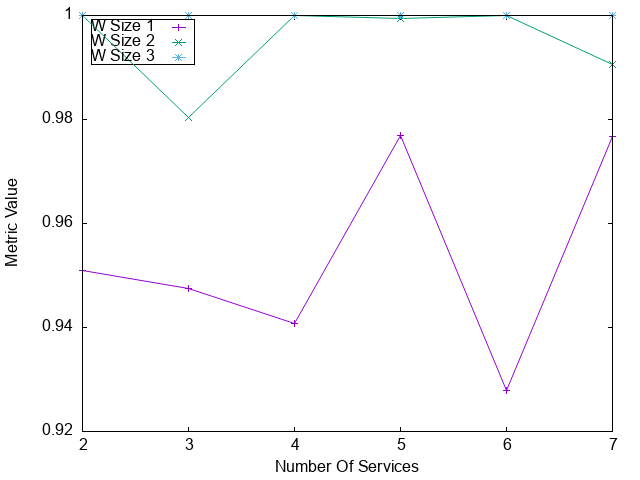 1
W Size 1
W Size 2
W Size 3
0.98
0.96
Metric Value
0.94
0.92
2 3 4 5 6 7
Number Of Services